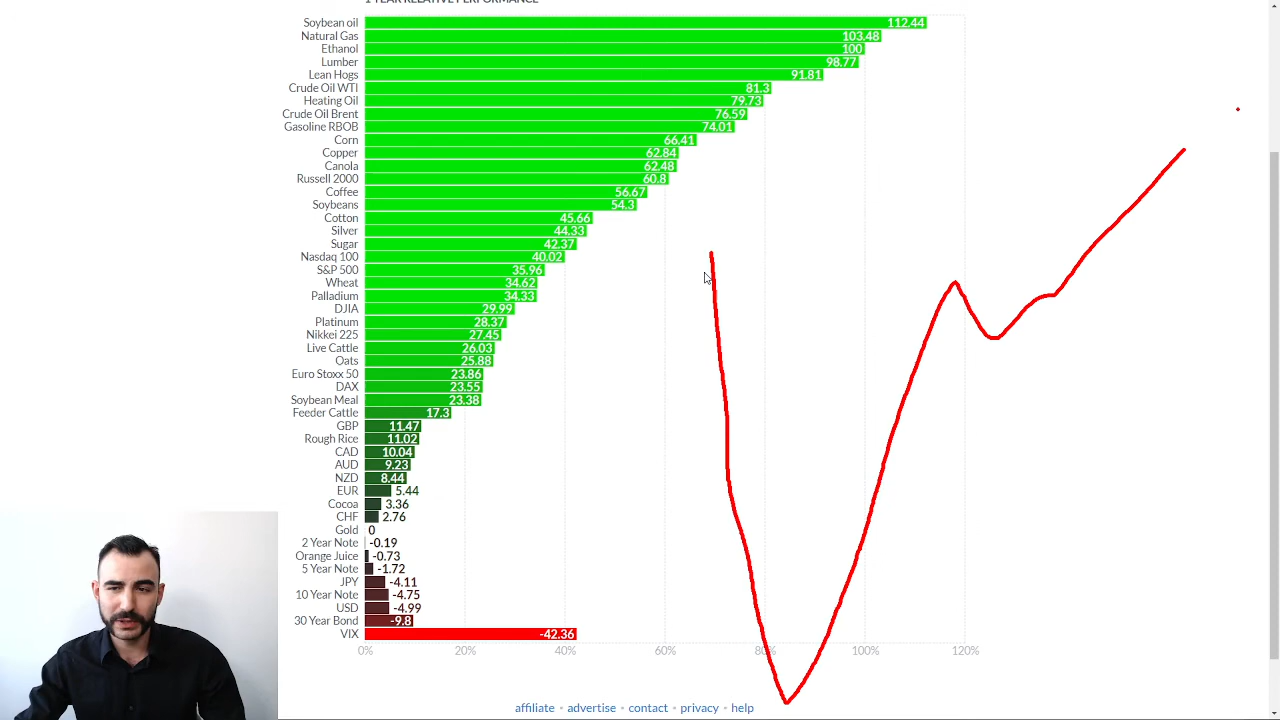 1 YEAR RELATIVE PERFORMANCE
Soybean oil 112.44
Natural Gas 103.48
Ethanol 100
Lumber 98.77
Lean Hogs 91.81
Crude Oil WTI 81.3
Heating Oil 79.73
Crude Oil Brent 76.59
Gasoline RBOB 74.01
Corn 66.41
Copper 62.84
Canola 62.48
Russell 2000 60.8
Coffee 56.67
Soybeans 54.3
Cotton 45.66
Silver 44.33
Sugar 42.37
Nasdaq 100 40.02
S&P 500 35.96
Wheat 34.62
Palladium 34.33
DJIA 29.99
Platinum 28.37
Nikkei 225 27.45
Live Cattle 26.03
Oats 25.88
Euro Stoxx 50 23.86
DAX 23.55
Soybean Meal 23.38
Feeder Cattle 17.3
GBP 11.47
Rough Rice 11.02
CAD 10.04
AUD 9.23
NZD 8.44
EUR 5.44
Cocoa 3.36
CHF 2.76
Gold 0
2 Year Note -0.19
Orange Juice -0.73
5 Year Note -1.72
JPY -4.11
10 Year Note -4.75
USD -4.99
30 Year Bond -9.8
VIX -42.36
0% 20% 40% 60% 80% 100% 120%
affiliate • advertise • contact • privacy • help